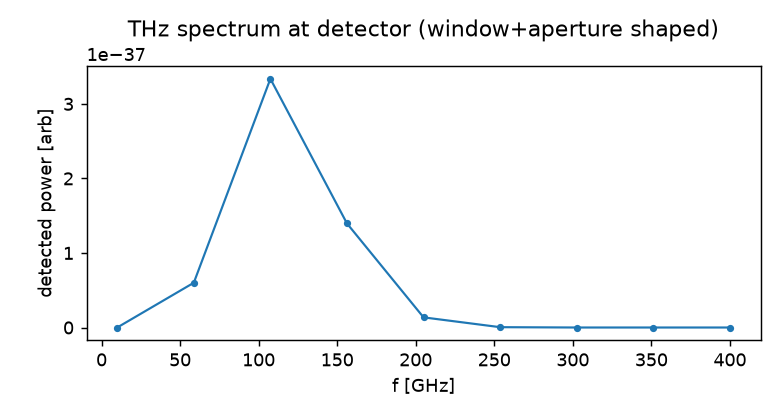 THz spectrum at detector (window+aperture shaped)
1e−37
3
2
1
0
detected power [arb]
0 50 100 150 200 250 300 350 400
f [GHz]